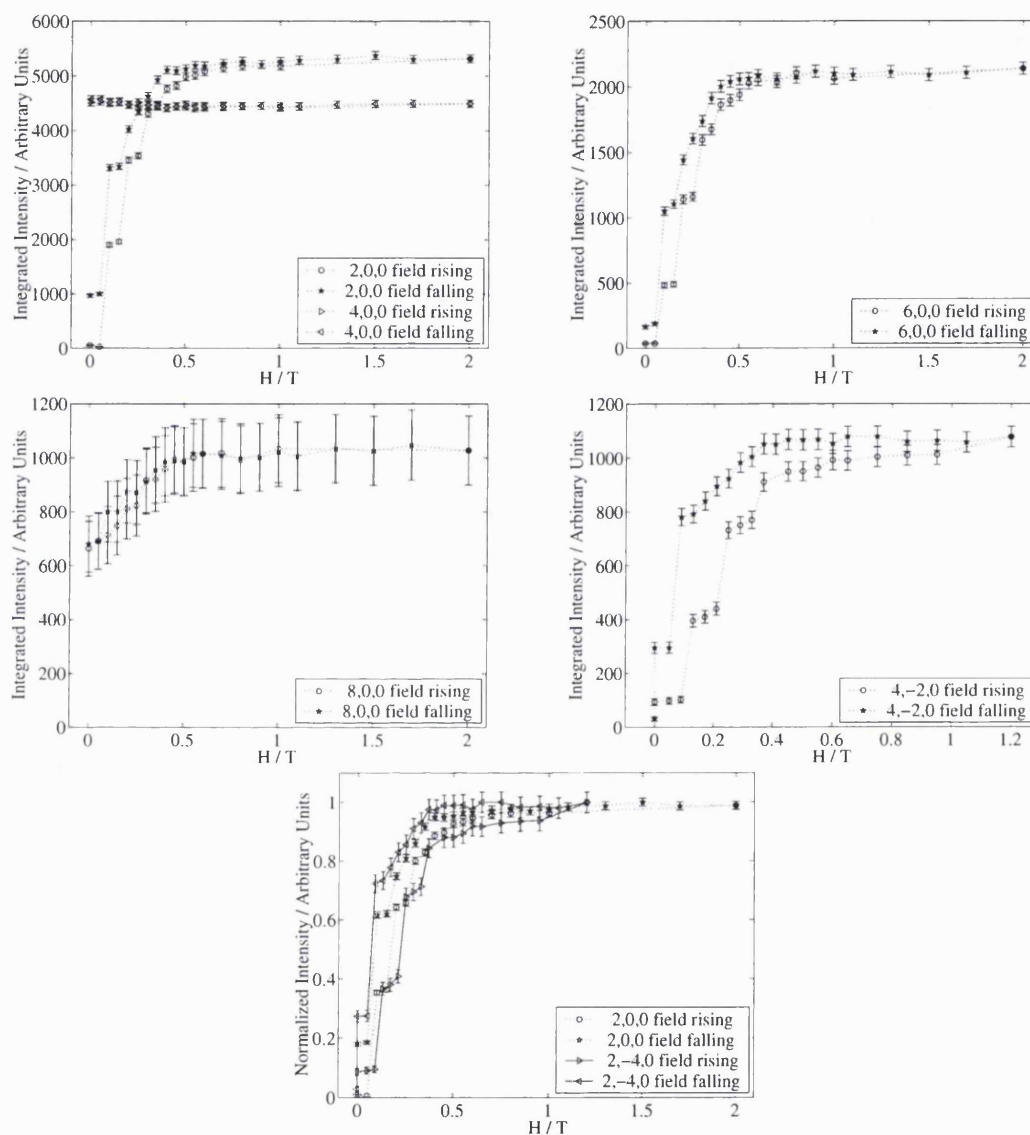 Integrated Intensity / Arbitrary Units
6000
5000
4000
3000
2000
1000
0
0 0.5 1 1.5 2
H / T
2,0,0 field rising
2,0,0 field falling
4,0,0 field rising
4,0,0 field falling
Integrated Intensity / Arbitrary Units
2500
2000
1500
1000
500
0
0 0.5 1 1.5 2
H / T
6,0,0 field rising
6,0,0 field falling
Integrated Intensity / Arbitrary Units
1200
1000
800
600
400
200
0
0 0.5 1 1.5 2
H / T
8,0,0 field rising
8,0,0 field falling
Integrated Intensity / Arbitrary Units
1200
1000
800
600
400
200
0
0 0.2 0.4 0.6 0.8 1 1.2
H / T
4,−2,0 field rising
4,−2,0 field falling
Normalized Intensity / Arbitrary Units
1
0.8
0.6
0.4
0.2
0
0 0.5 1 1.5 2
H / T
2,0,0 field rising
2,0,0 field falling
2,−4,0 field rising
2,−4,0 field falling